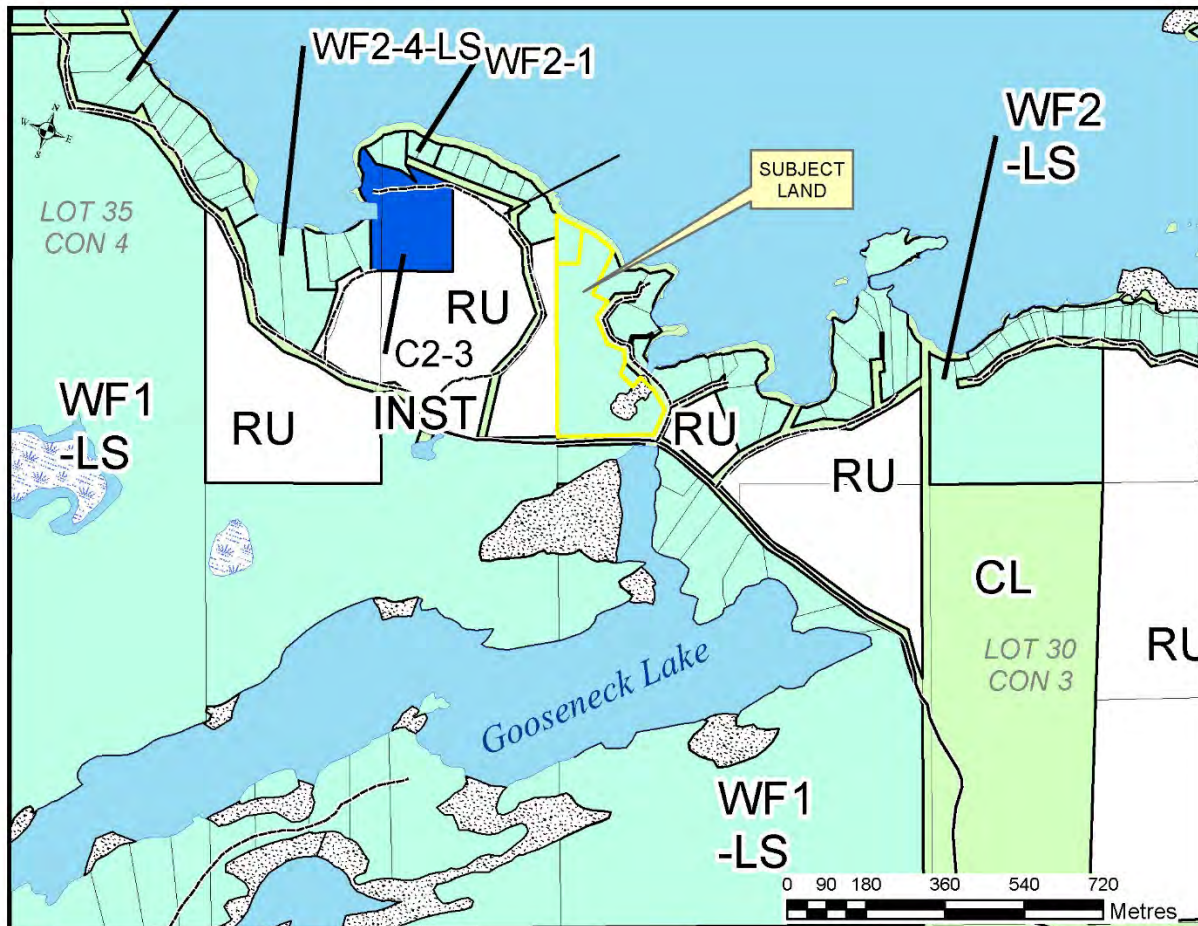 WF2-4-LS
WF2-1
WF2
-LS
SUBJECT
LAND
N
W
E
S
LOT 35
CON 4
RU
C2-3
WF1
-LS
RU
INST
RU
RU
CL
LOT 30
CON 3
RU
Gooseneck Lake
WF1
-LS
0 90 180 360 540 720
Metres